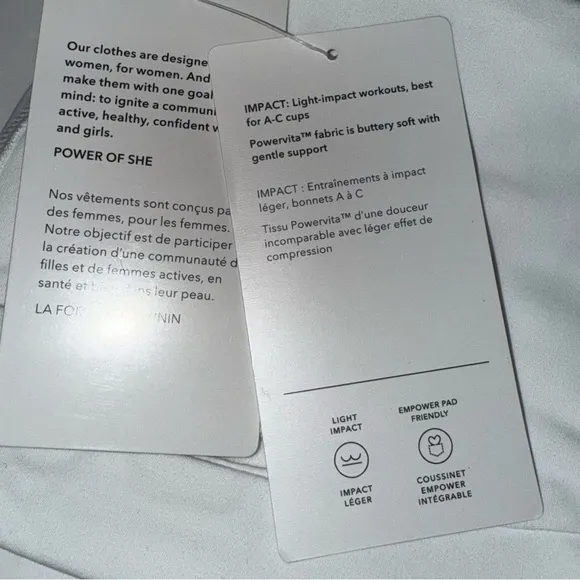 Our clothes are designe
women, for women. And
make them with one goal
mind: to ignite a commun
active, healthy, confident
and girls.
POWER OF SHE
Nos vêtements sont conçus pa
des femmes, pour les femmes.
Notre objectif est de participer
la création d'une communauté d
filles et de femmes actives, en
santé et leur peau.
LA
IMPACT: Light-impact workouts, best
for A-C cups
Powervita™ fabric is buttery soft with
gentle support
IMPACT : Entraînements à impact
léger, bonnets A à C
Tissu Powervita™ d'une douceur
incomparable avec léger effet de
compression
LIGHT
IMPACT
IMPACT
LÉGER
EMPOWER PAD
FRIENDLY
COUSSINET
EMPOWER
INTÉGRABLE